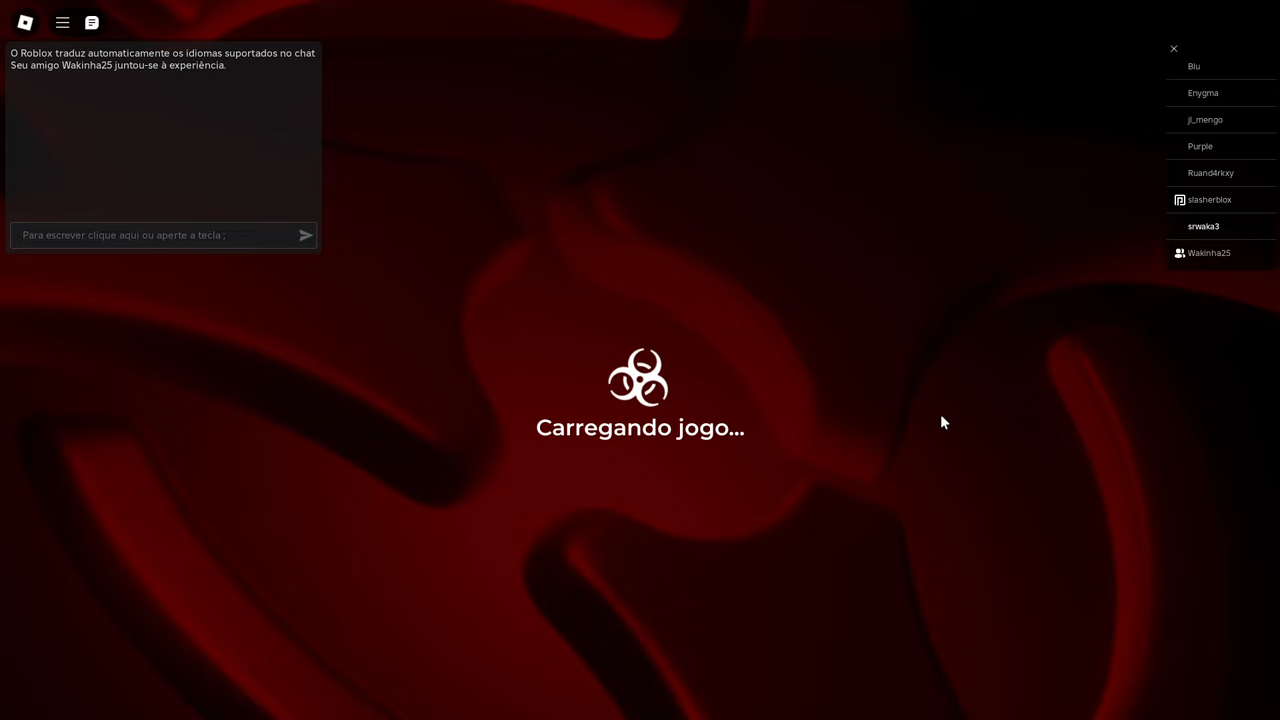 O Roblox traduz automaticamente os idiomas suportados no chat
Seu amigo Wakinha25 juntou-se à experiência.
Para escrever clique aqui ou aperte a tecla ;
Blu
Enygma
jl_mengo
Purple
Ruand4rkxy
slasherblox
srwaka3
Wakinha25
Carregando jogo...